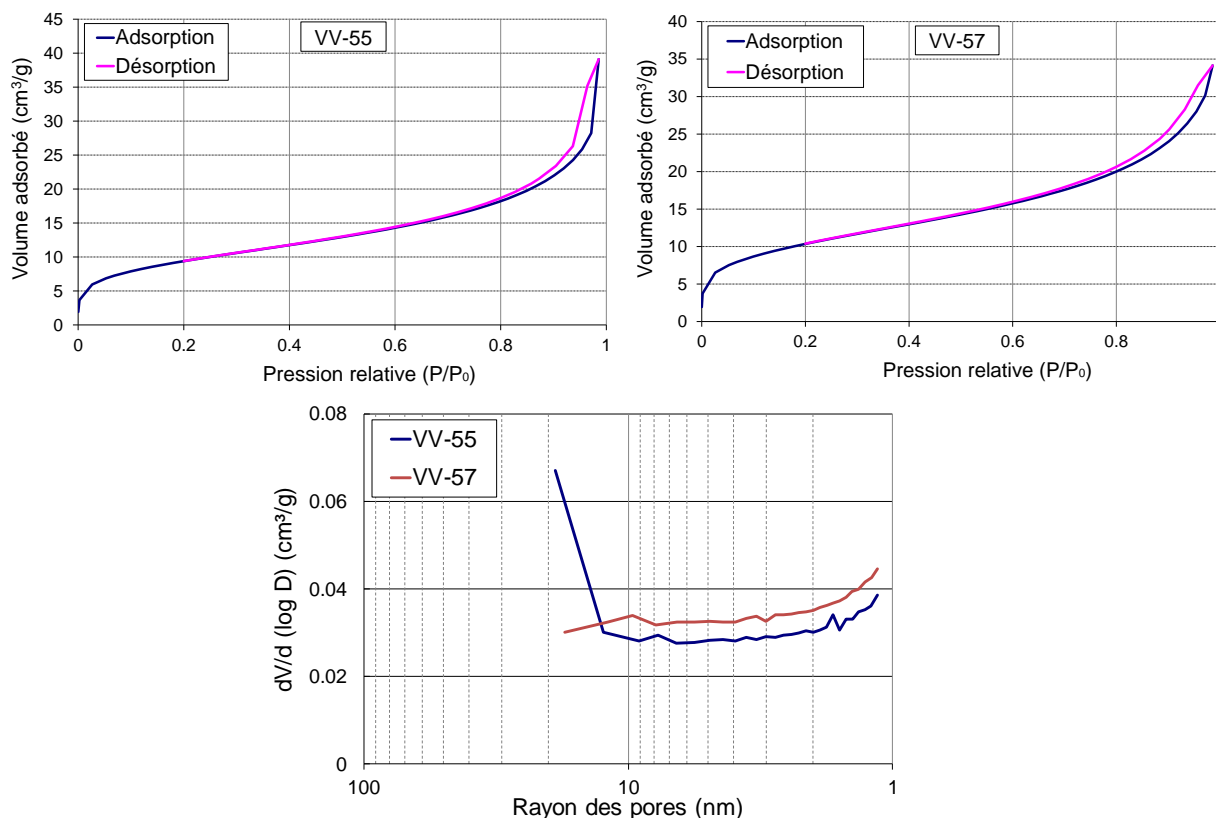 Adsorption
Désorption
VV-55
Volume adsorbé (cm³/g)
45
40
35
30
25
20
15
10
5
0
0
0.2
0.4
0.6
0.8
1
Pression relative (P/P₀)
Adsorption
Désorption
VV-57
Volume adsorbé (cm³/g)
40
35
30
25
20
15
10
5
0
0
0.2
0.4
0.6
0.8
Pression relative (P/P₀)
VV-55
VV-57
dV/d (log D) (cm³/g)
0.08
0.06
0.04
0.02
0
100
10
1
Rayon des pores (nm)